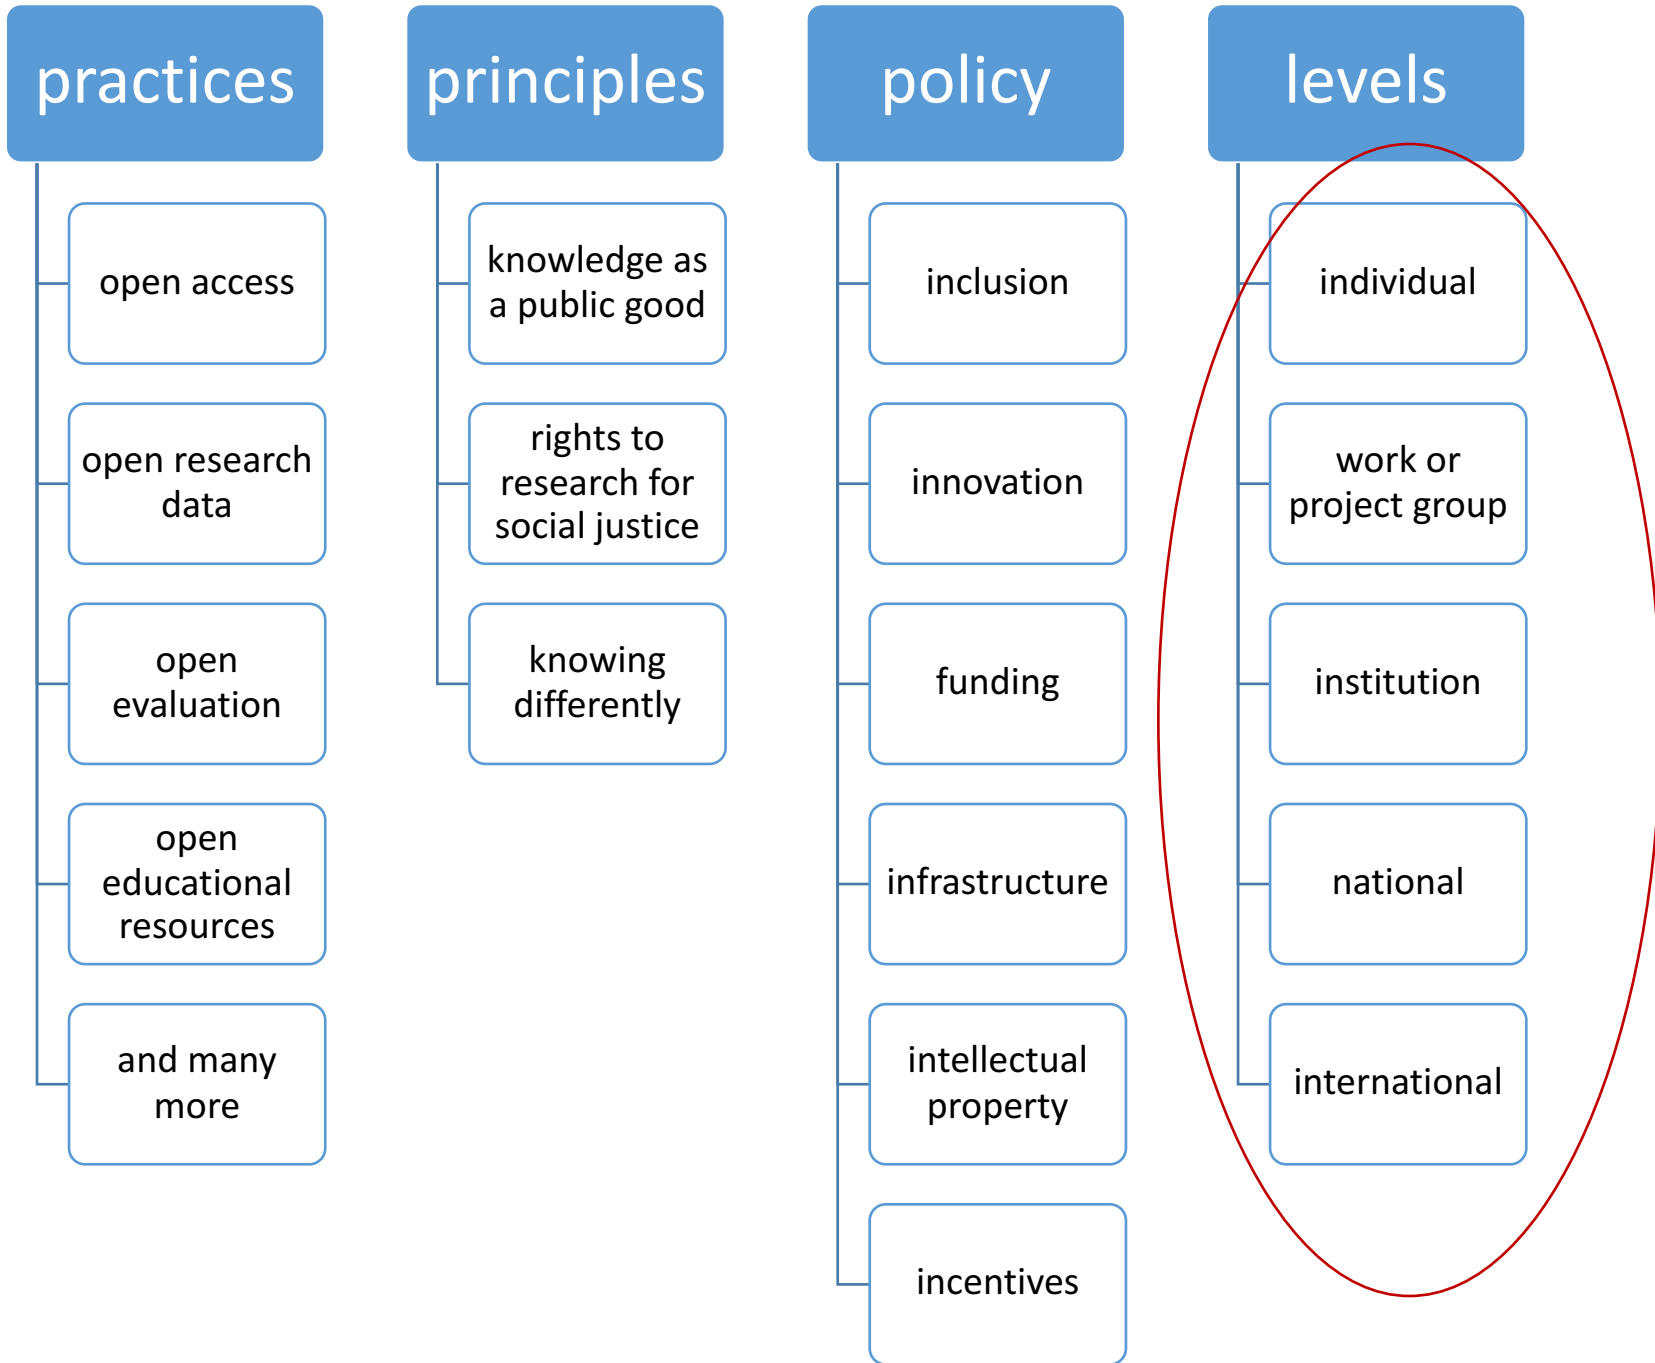 practices
open access
open research
data
open
evaluation
open
educational
resources
and many
more
principles
knowledge as
a public good
rights to
research for
social justice
knowing
differently
policy
inclusion
innovation
funding
infrastructure
intellectual
property
incentives
levels
individual
work or
project group
institution
national
international